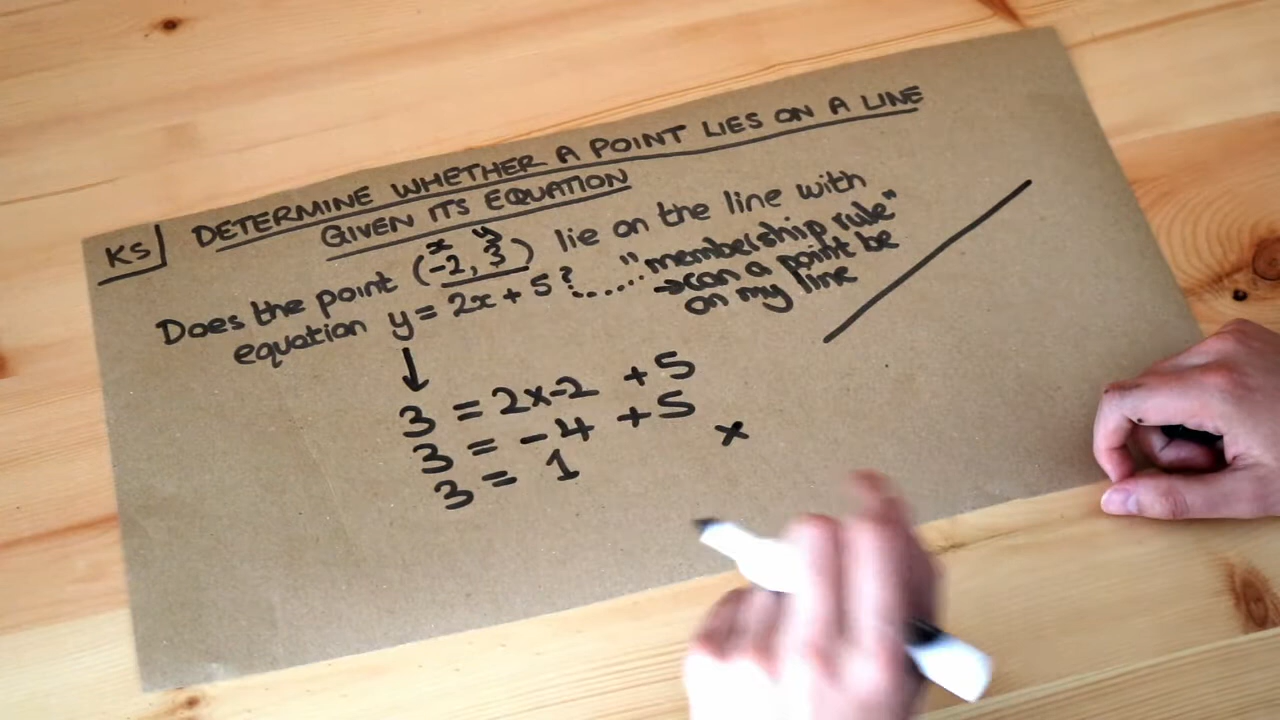 KS
DETERMINE WHETHER A POINT LIES ON A LINE
GIVEN ITS EQUATION
x y
Does the point (-2, 3) lie on the line with
equation y = 2x + 5? ...... "membership rule"
→ can a point be
on my line
↓
3 = 2x-2 +5
3 = -4 +5
3 = 1 ×